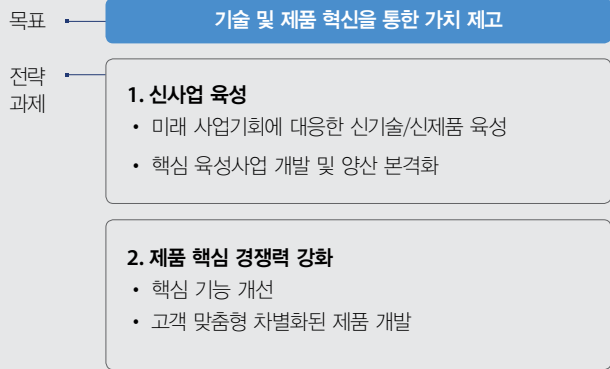 목표
기술 및 제품 혁신을 통한 가치 제고
전략
과제
1. 신사업 육성
• 미래 사업기회에 대응한 신기술/신제품 육성
• 핵심 육성사업 개발 및 양산 본격화
2. 제품 핵심 경쟁력 강화
• 핵심 기능 개선
• 고객 맞춤형 차별화된 제품 개발